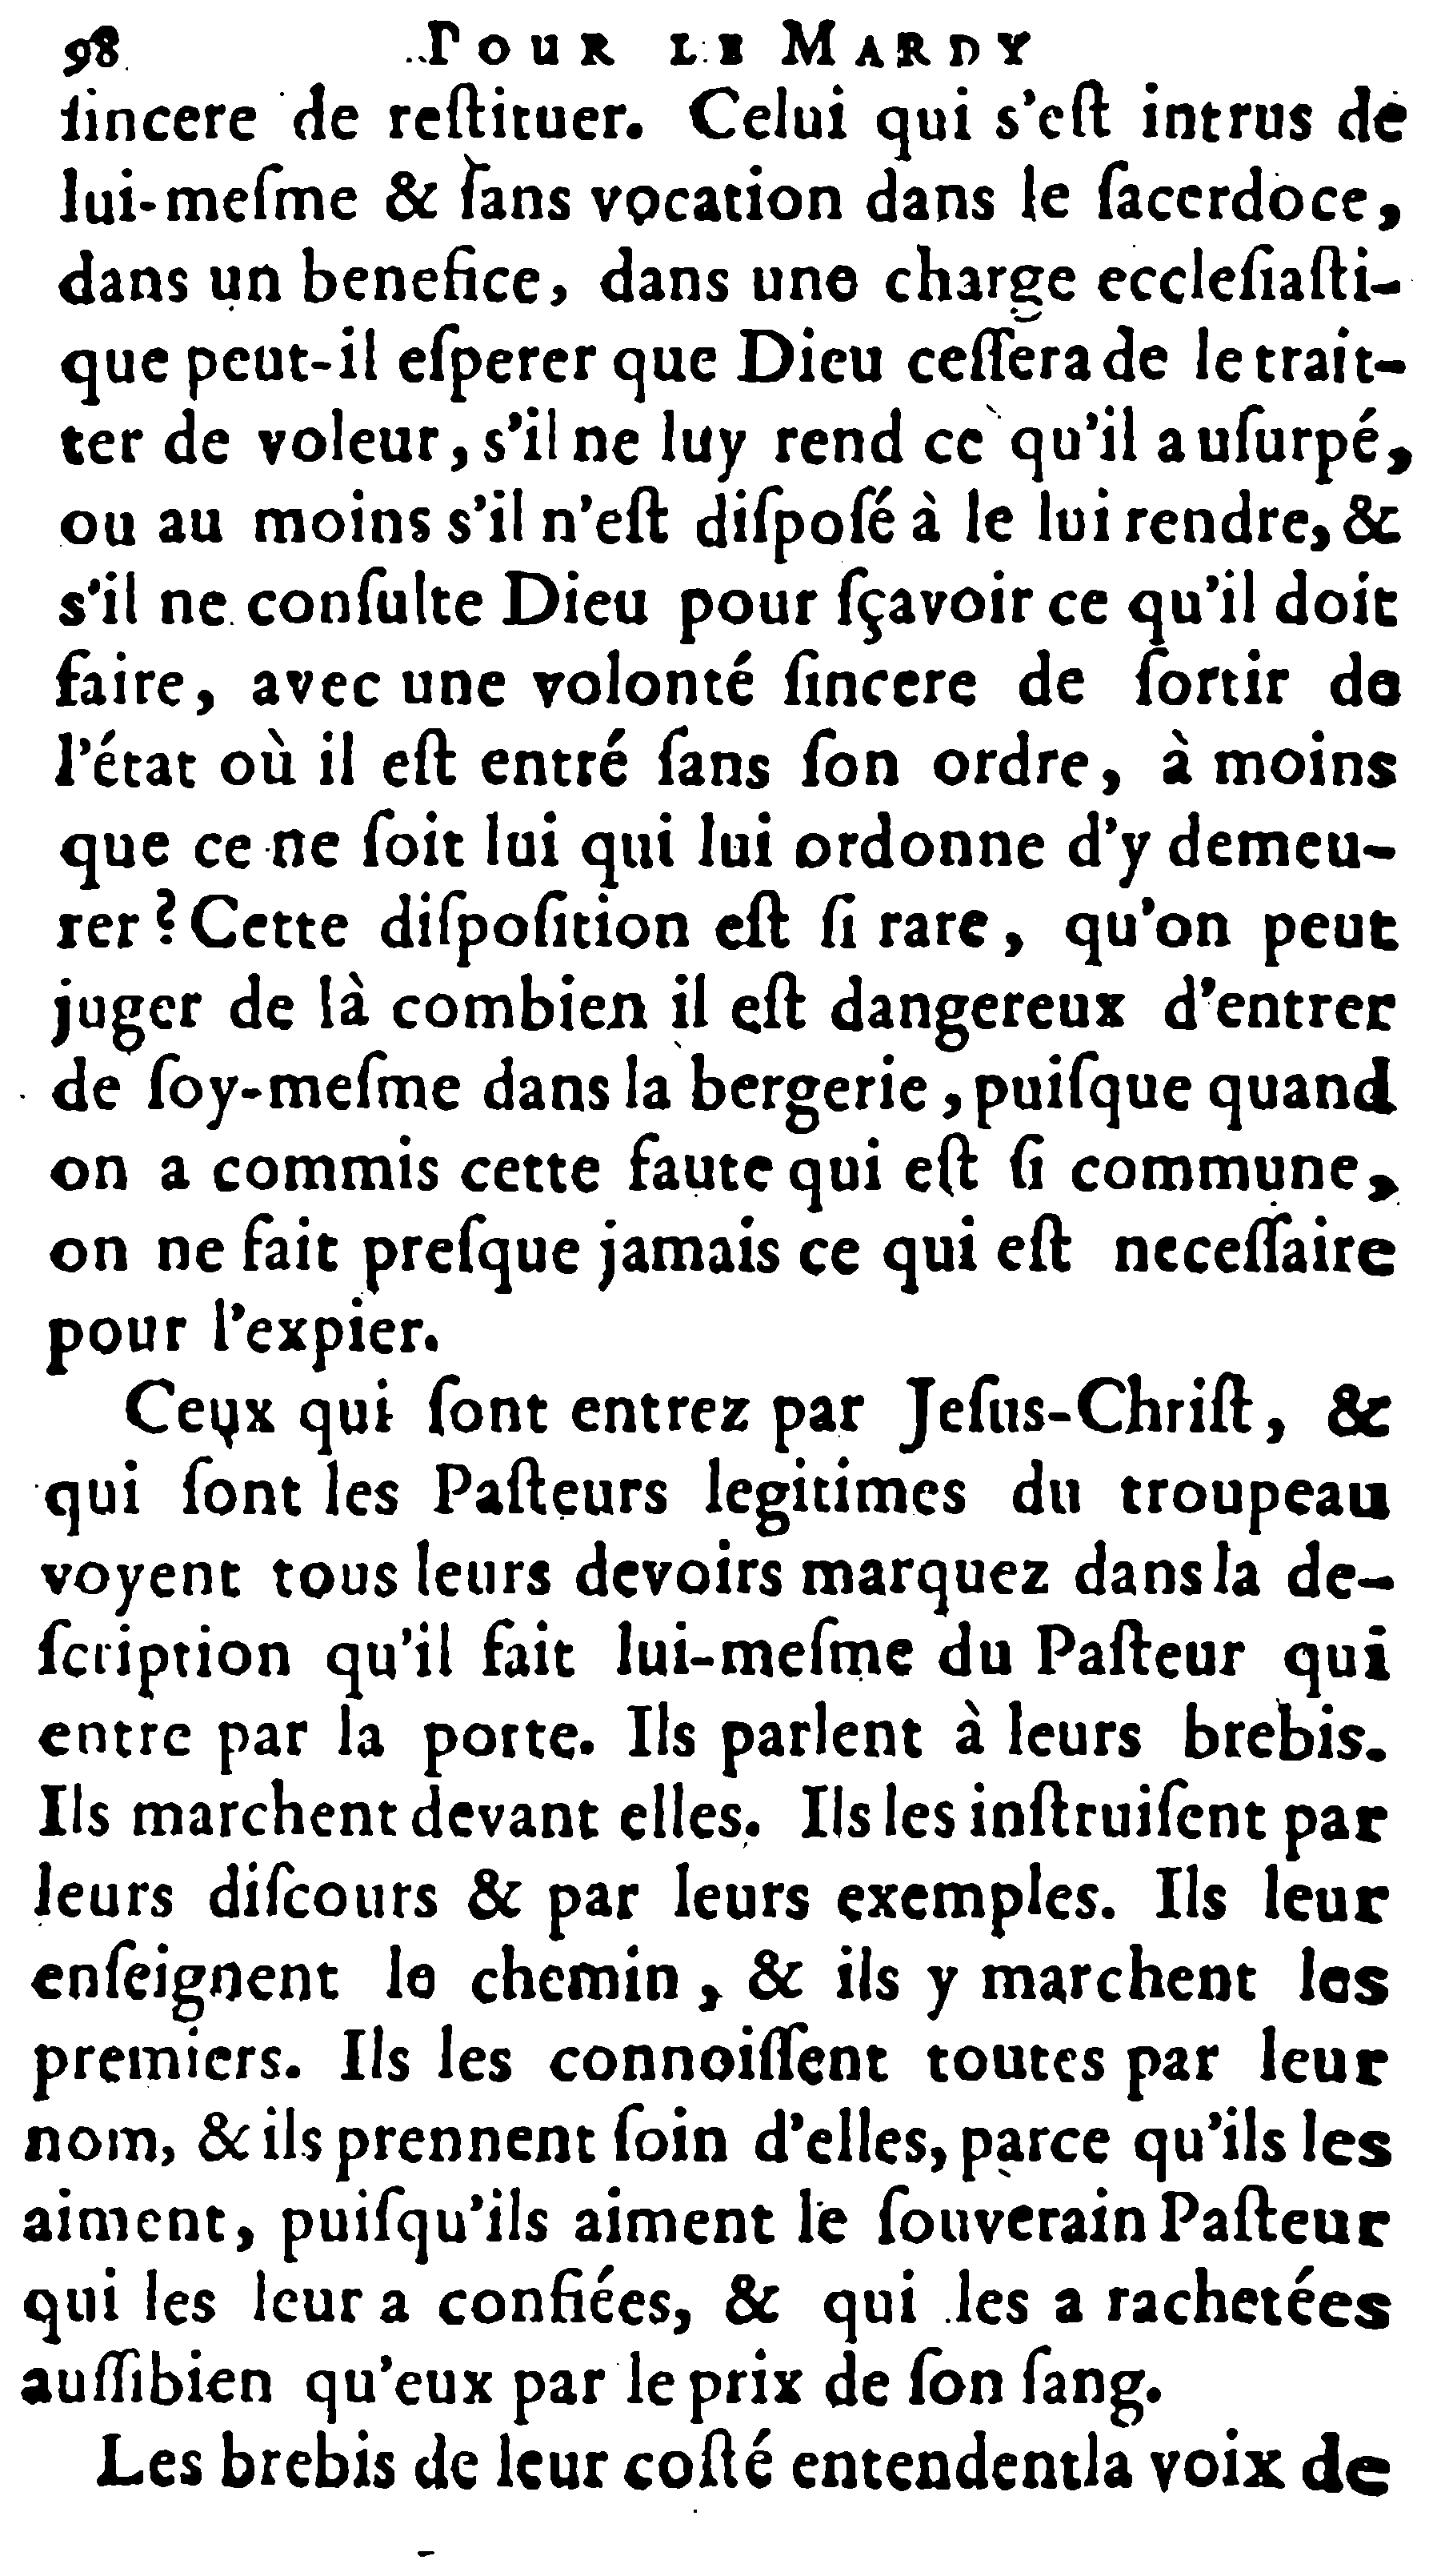 98 POUR LE MARDY
ſincere de reſtituer. Celui qui s'eſt intrus de
lui-meſme & ſans vocation dans le ſacerdoce,
dans un benefice, dans une charge eccleſiaſti-
que peut-il eſperer que Dieu ceſſera de le trait-
ter de voleur, s'il ne luy rend ce qu'il a uſurpé,
ou au moins s'il n'eſt diſpoſé à le lui rendre, &
s'il ne conſulte Dieu pour ſçavoir ce qu'il doit
faire, avec une volonté ſincere de ſortir de
l'état où il eſt entré ſans ſon ordre, à moins
que ce ne ſoit lui qui lui ordonne d'y demeu-
rer? Cette diſpoſition eſt ſi rare, qu'on peut
juger de là combien il eſt dangereux d'entrer
de ſoy-meſme dans la bergerie, puiſque quand
on a commis cette faute qui eſt ſi commune,
on ne fait preſque jamais ce qui eſt neceſſaire
pour l'expier.
Ceux qui ſont entrez par Jeſus-Chriſt, &
qui ſont les Paſteurs legitimes du troupeau
voyent tous leurs devoirs marquez dans la de-
ſcription qu'il fait lui-meſme du Paſteur qui
entre par la porte. Ils parlent à leurs brebis.
Ils marchent devant elles. Ils les inſtruiſent par
leurs diſcours & par leurs exemples. Ils leur
enſeignent le chemin, & ils y marchent les
premiers. Ils les connoiſſent toutes par leur
nom, & ils prennent ſoin d'elles, parce qu'ils les
aiment, puiſqu'ils aiment le ſouverain Paſteur
qui les leur a confiées, & qui les a rachetées
auſſibien qu'eux par le prix de ſon ſang.
Les brebis de leur coſté entendentla voix de